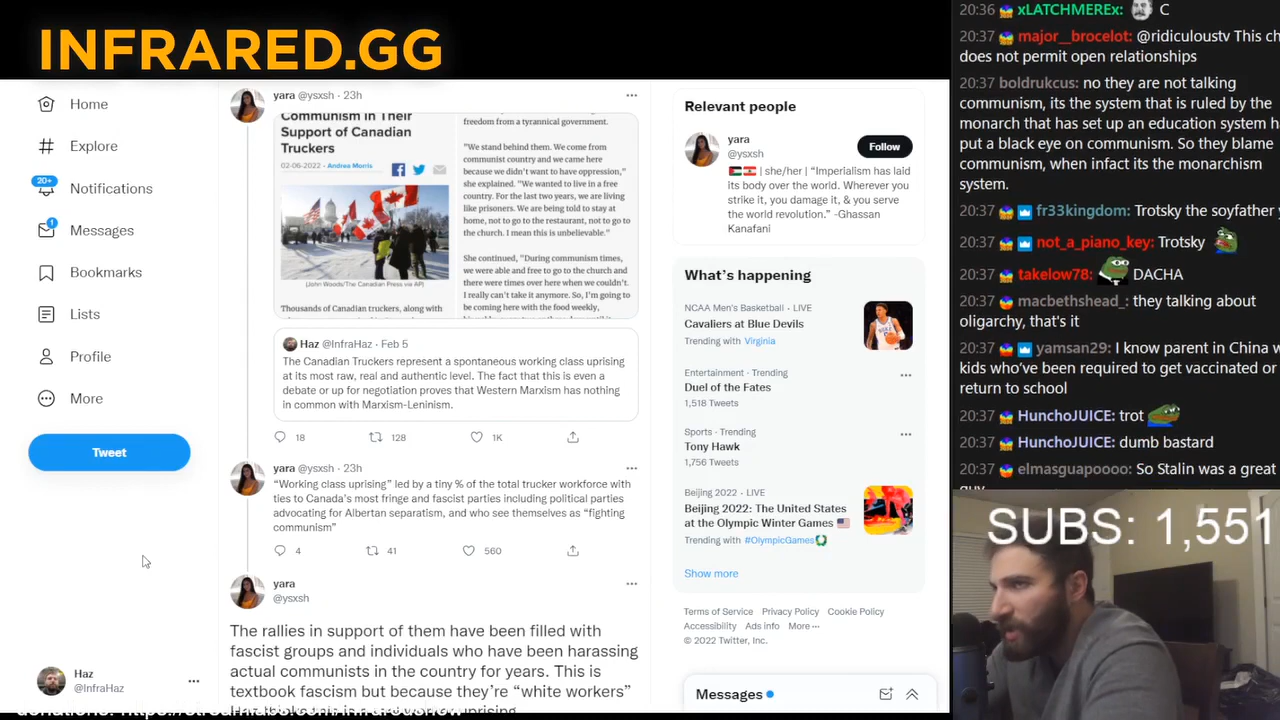 INFRARED.GG
Home
Explore
20+
Notifications
1
Messages
Bookmarks
Lists
Profile
More
Tweet
Haz
@InfraHaz
yara @ysxsh · 23h
Communism in Their
Support of Canadian
Truckers
02-06-2022 - Andrea Morris
(John Woods/The Canadian Press via AP)
Thousands of Canadian truckers, along with
freedom from a tyrannical government.
"We stand behind them. We come from
communist country and we came here
because we didn't want to have oppression,"
she explained. "We wanted to live in a free
country. For the last two years, we are living
like prisoners. We are being told to stay at
home, not to go to the restaurant, not to go to
the church. I mean this is unbelievable."
She continued, "During communism times,
we were able and free to go to the church and
there were times over here when we couldn't.
I really can't take it anymore. So, I'm going to
be coming here with the food weekly,
Haz @InfraHaz · Feb 5
The Canadian Truckers represent a spontaneous working class uprising
at its most raw, real and authentic level. The fact that this is even a
debate or up for negotiation proves that Western Marxism has nothing
in common with Marxism-Leninism.
18 128 1K
yara @ysxsh · 23h
“Working class uprising” led by a tiny % of the total trucker workforce with
ties to Canada's most fringe and fascist parties including political parties
advocating for Albertan separatism, and who see themselves as “fighting
communism”
4 41 560
yara
@ysxsh
The rallies in support of them have been filled with
fascist groups and individuals who have been harassing
actual communists in the country for years. This is
textbook fascism but because they're “white workers”
uprising
Relevant people
yara
@ysxsh
Follow
| she/her | “Imperialism has laid
its body over the world. Wherever you
strike it, you damage it, & you serve
the world revolution.” -Ghassan
Kanafani
What's happening
NCAA Men's Basketball · LIVE
Cavaliers at Blue Devils
Trending with Virginia
Entertainment · Trending
Duel of the Fates
1,518 Tweets
Sports · Trending
Tony Hawk
1,756 Tweets
Beijing 2022 · LIVE
Beijing 2022: The United States
at the Olympic Winter Games
Trending with #OlympicGames
Show more
Terms of Service Privacy Policy Cookie Policy
Accessibility Ads info More ···
© 2022 Twitter, Inc.
Messages
20:36 xLATCHMEREx: C
20:37 major__brocelot: @ridiculoustv This
does not permit open relationships
20:37 boldrukcus: no they are not talking
communism, its the system that is ruled by the
monarch that has set up an education system
put a black eye on communism. So they blame
communism, when infact its the monarchism
system.
20:37 fr33kingdom: Trotsky the soyfather
20:37 not_a_piano_key: Trotsky
20:37 takelow78: DACHA
20:37 macbethshead_: they talking about
oligarchy, that's it
20:37 yamsan29: I know parnt in China
kids who've been required to get vaccinated
return to school
20:37 HunchoJUICE: trot
20:37 HunchoJUICE: dumb bastard
20:37 elmasguapoooo: So Stalin was a great
SUBS: 1,551